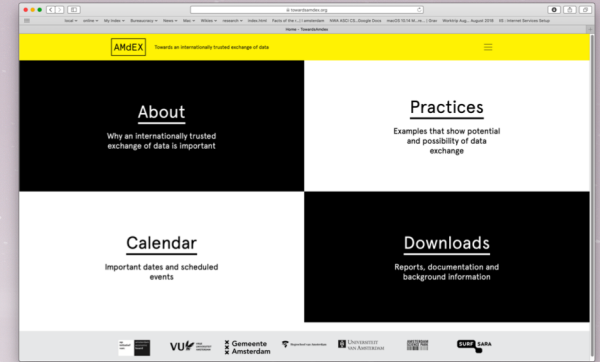 towardsamdex.org
Home - TowardsAmdex
AMdEX
Towards an internationally trusted exchange of data
About
Why an internationally trusted
exchange of data is important
Practices
Examples that show potential
and possibility of data
exchange
Calendar
Important dates and scheduled
events
Downloads
Reports, documentation and
background information
VU
Gemeente
Amsterdam
UNIVERSITEIT
VAN AMSTERDAM
SURF SARA